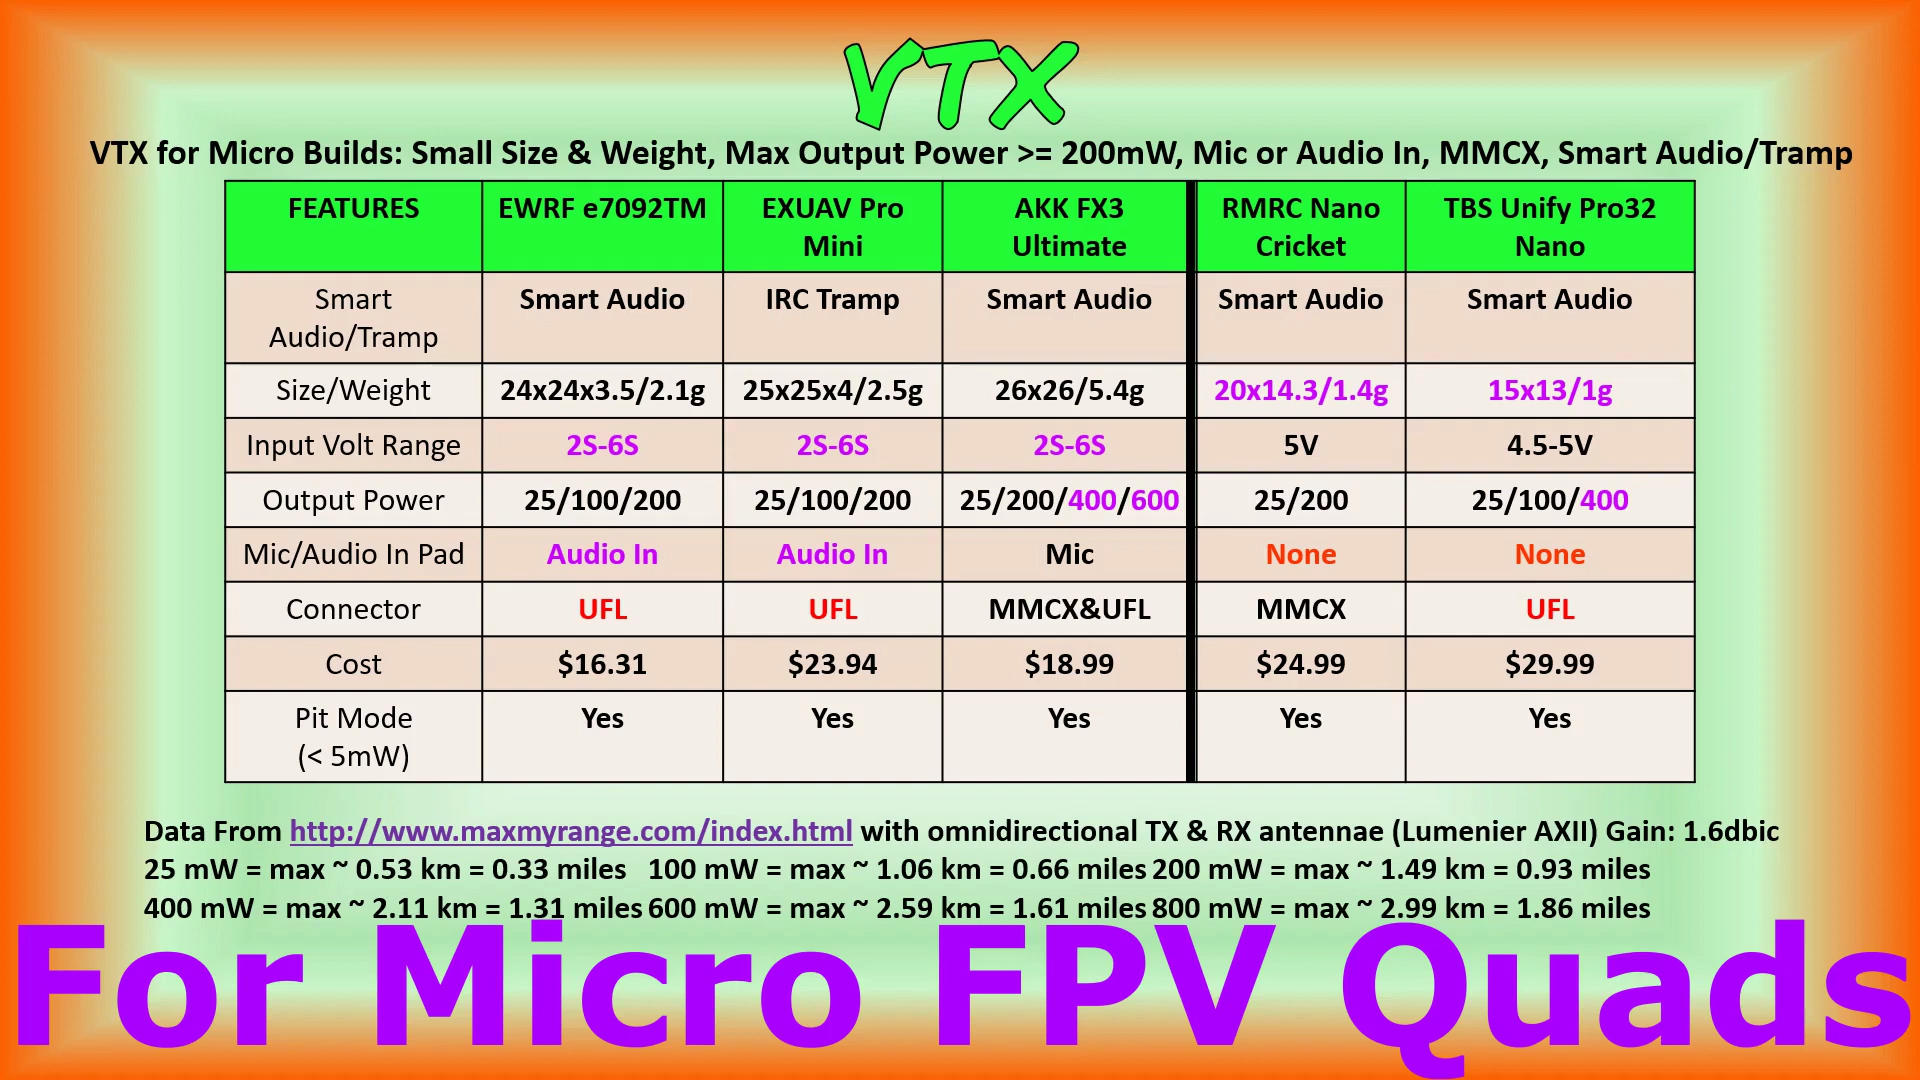 VTX
VTX for Micro Builds: Small Size & Weight, Max Output Power >= 200mW, Mic or Audio In, MMCX, Smart Audio/Tramp
FEATURES EWRF e7092TM EXUAV Pro Mini AKK FX3 Ultimate RMRC Nano Cricket TBS Unify Pro32 Nano
Smart Audio/Tramp Smart Audio IRC Tramp Smart Audio Smart Audio Smart Audio
Size/Weight 24x24x3.5/2.1g 25x25x4/2.5g 26x26/5.4g 20x14.3/1.4g 15x13/1g
Input Volt Range 2S-6S 2S-6S 2S-6S 5V 4.5-5V
Output Power 25/100/200 25/100/200 25/200/400/600 25/200 25/100/400
Mic/Audio In Pad Audio In Audio In Mic None None
Connector UFL UFL MMCX&UFL MMCX UFL
Cost $16.31 $23.94 $18.99 $24.99 $29.99
Pit Mode (< 5mW) Yes Yes Yes Yes Yes
Data From http://www.maxmyrange.com/index.html with omnidirectional TX & RX antennae (Lumenier AXII) Gain: 1.6dbic
25 mW = max ~ 0.53 km = 0.33 miles 100 mW = max ~ 1.06 km = 0.66 miles 200 mW = max ~ 1.49 km = 0.93 miles
400 mW = max ~ 2.11 km = 1.31 miles 600 mW = max ~ 2.59 km = 1.61 miles 800 mW = max ~ 2.99 km = 1.86 miles
For Micro FPV Quads